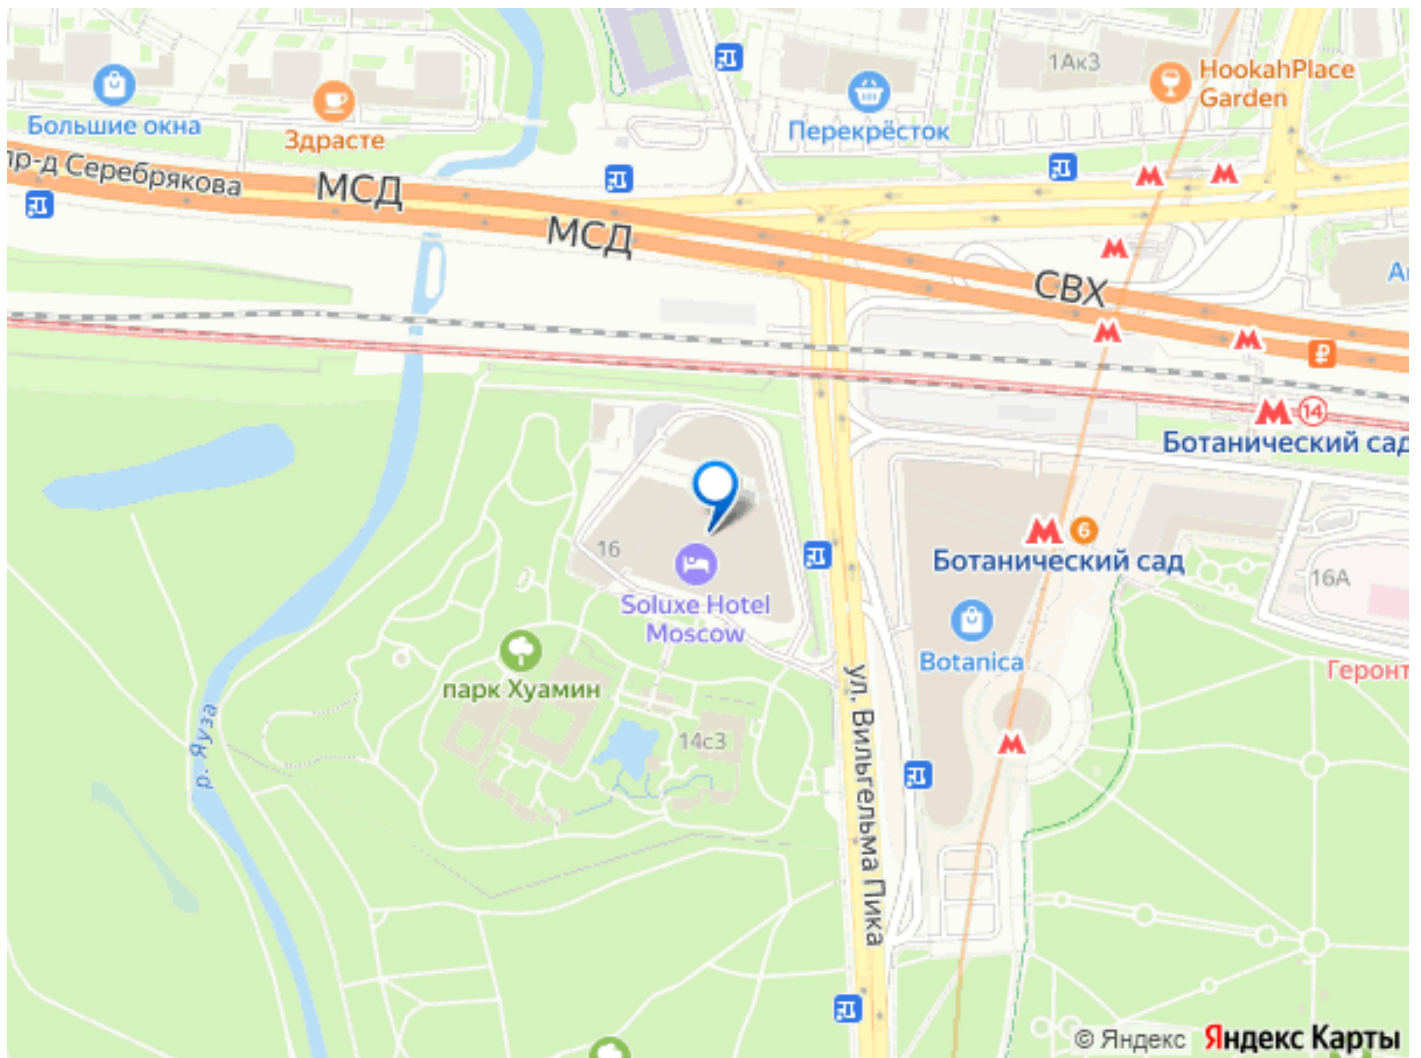 1Ак3
HookahPlace
Garden
Большие окна
Здрасте
Перекрёсток
пр-д Серебрякова
МСД
МСД
СВХ
14
Ботанический сад
16
6
Ботанический сад
Soluxe Hotel
Moscow
16А
Botanica
парк Хуамин
14с3
р. Яуза
ул. Вильгельма Пика
© Яндекс Яндекс Карты